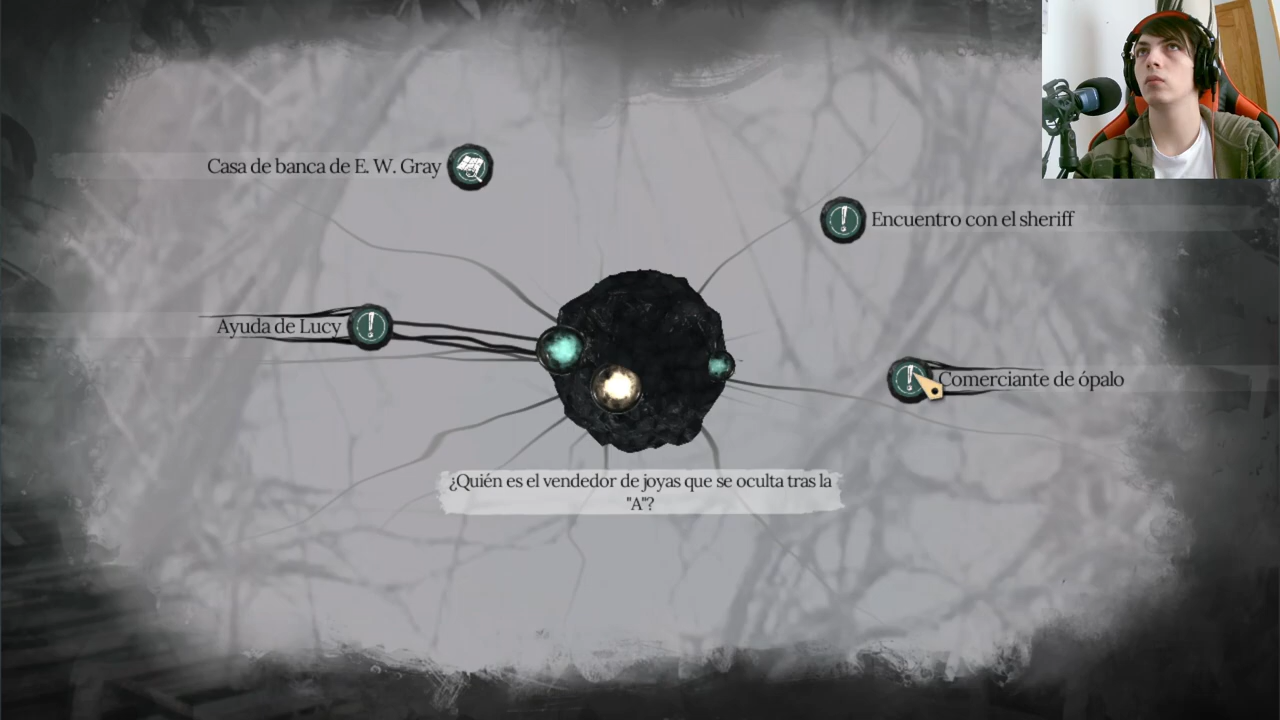 Casa de banca de E. W. Gray
Encuentro con el sheriff
Ayuda de Lucy
Comerciante de ópalo
¿Quién es el vendedor de joyas que se oculta tras la
"A"?